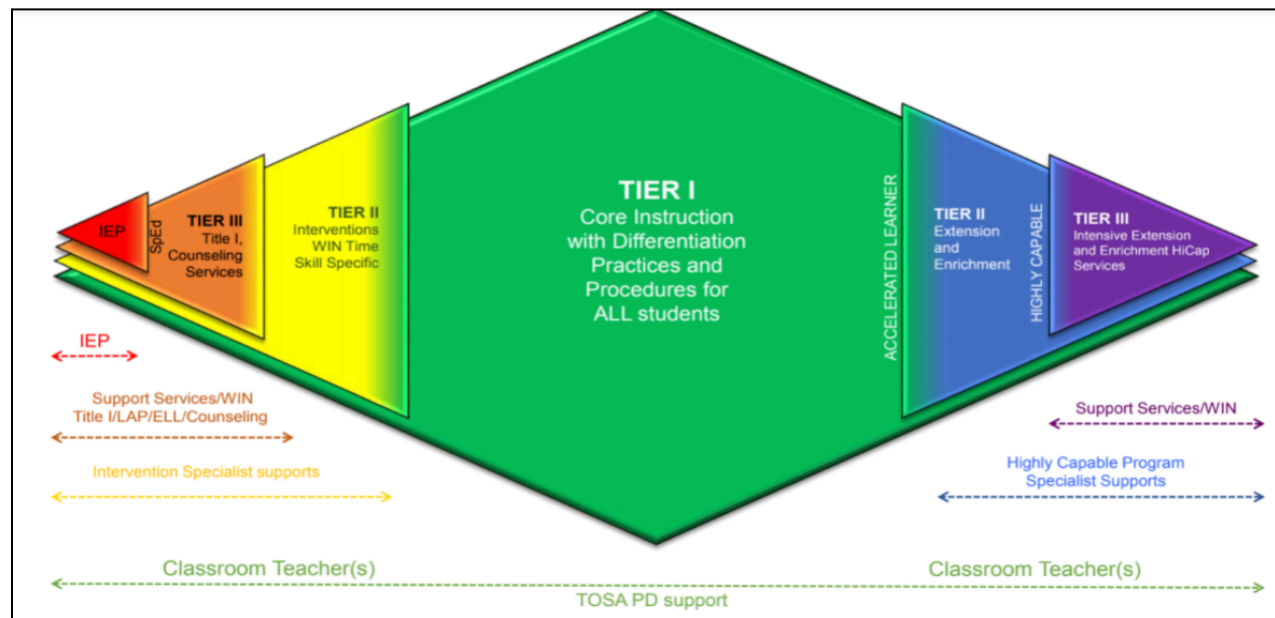 TIER I
Core Instruction
with Differentiation
Practices and
Procedures for
ALL students
IEP
SpEd
TIER III
Title I,
Counseling
Services
TIER II
Interventions
WIN Time
Skill Specific
ACCELERATED LEARNER
TIER II
Extension
and
Enrichment
HIGHLY CAPABLE
TIER III
Intensive Extension
and Enrichment HiCap
Services
IEP
Support Services/WIN
Title I/LAP/ELL/Counseling
Intervention Specialist supports
Support Services/WIN
Highly Capable Program
Specialist Supports
Classroom Teacher(s)
Classroom Teacher(s)
TOSA PD support